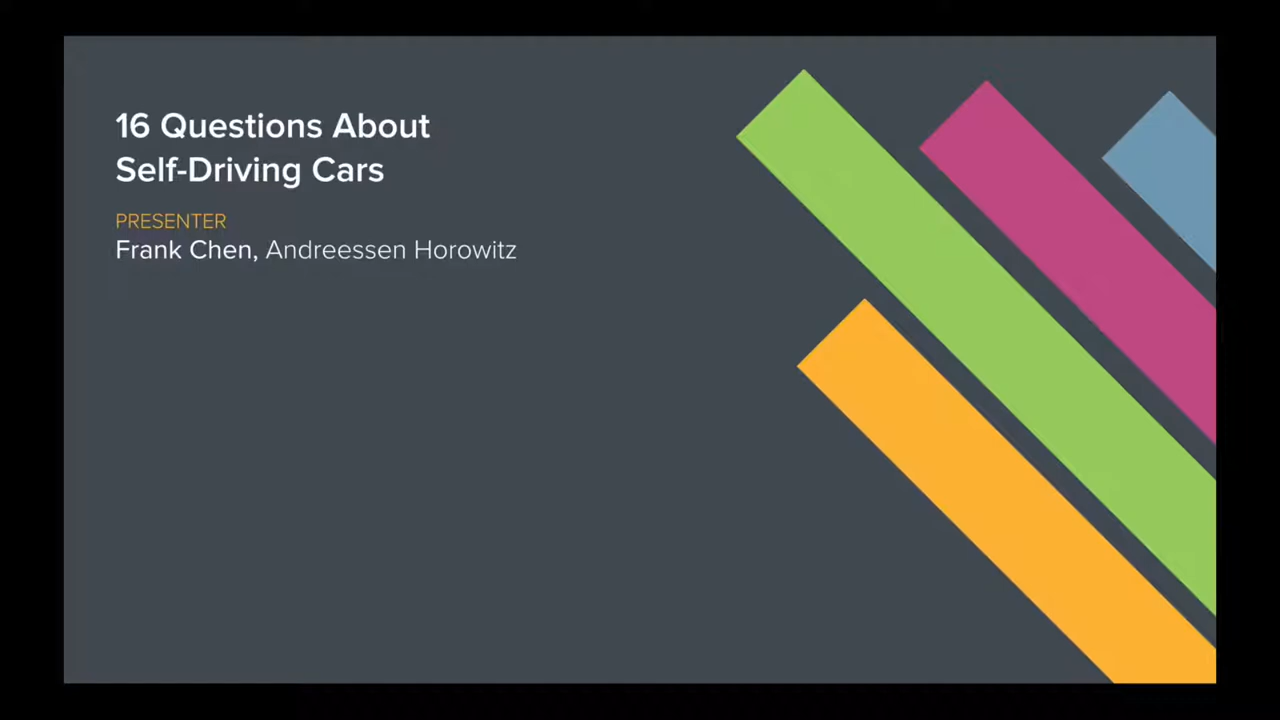 16 Questions About
Self-Driving Cars
PRESENTER
Frank Chen, Andreessen Horowitz